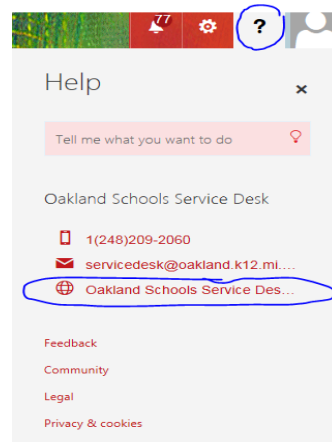 77
?
Help
×
Tell me what you want to do
Oakland Schools Service Desk
1(248)209-2060
servicedesk@oakland.k12.mi....
Oakland Schools Service Des...
Feedback
Community
Legal
Privacy & cookies